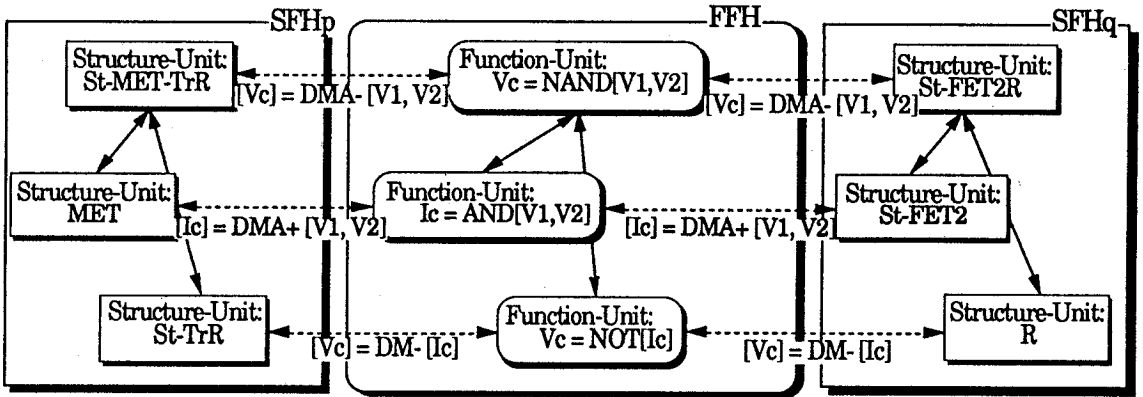 SFHp
FFH
SFHq
Structure-Unit:
St-MET-TrR
Function-Unit:
Vc = NAND[V1,V2]
Structure-Unit:
St-FET2R
[Vc] = DMA- [V1, V2]
[Vc] = DMA- [V1, V2]
Structure-Unit:
MET
Function-Unit:
Ic = AND[V1,V2]
Structure-Unit:
St-FET2
[Ic] = DMA+ [V1, V2]
[Ic] = DMA+ [V1, V2]
Structure-Unit:
St-TrR
Function-Unit:
Vc = NOT[Ic]
Structure-Unit:
R
[Vc] = DM- [Ic]
[Vc] = DM- [Ic]